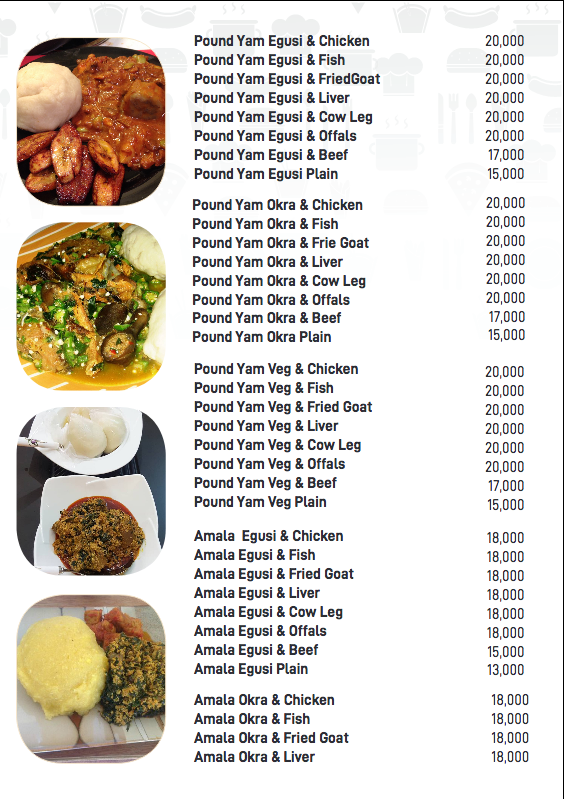 Pound Yam Egusi & Chicken 20,000
Pound Yam Egusi & Fish 20,000
Pound Yam Egusi & FriedGoat 20,000
Pound Yam Egusi & Liver 20,000
Pound Yam Egusi & Cow Leg 20,000
Pound Yam Egusi & Offals 20,000
Pound Yam Egusi & Beef 17,000
Pound Yam Egusi Plain 15,000
Pound Yam Okra & Chicken 20,000
Pound Yam Okra & Fish 20,000
Pound Yam Okra & Frie Goat 20,000
Pound Yam Okra & Liver 20,000
Pound Yam Okra & Cow Leg 20,000
Pound Yam Okra & Offals 20,000
Pound Yam Okra & Beef 17,000
Pound Yam Okra Plain 15,000
Pound Yam Veg & Chicken 20,000
Pound Yam Veg & Fish 20,000
Pound Yam Veg & Fried Goat 20,000
Pound Yam Veg & Liver 20,000
Pound Yam Veg & Cow Leg 20,000
Pound Yam Veg & Offals 20,000
Pound Yam Veg & Beef 17,000
Pound Yam Veg Plain 15,000
Amala Egusi & Chicken 18,000
Amala Egusi & Fish 18,000
Amala Egusi & Fried Goat 18,000
Amala Egusi & Liver 18,000
Amala Egusi & Cow Leg 18,000
Amala Egusi & Offals 18,000
Amala Egusi & Beef 15,000
Amala Egusi Plain 13,000
Amala Okra & Chicken 18,000
Amala Okra & Fish 18,000
Amala Okra & Fried Goat 18,000
Amala Okra & Liver 18,000